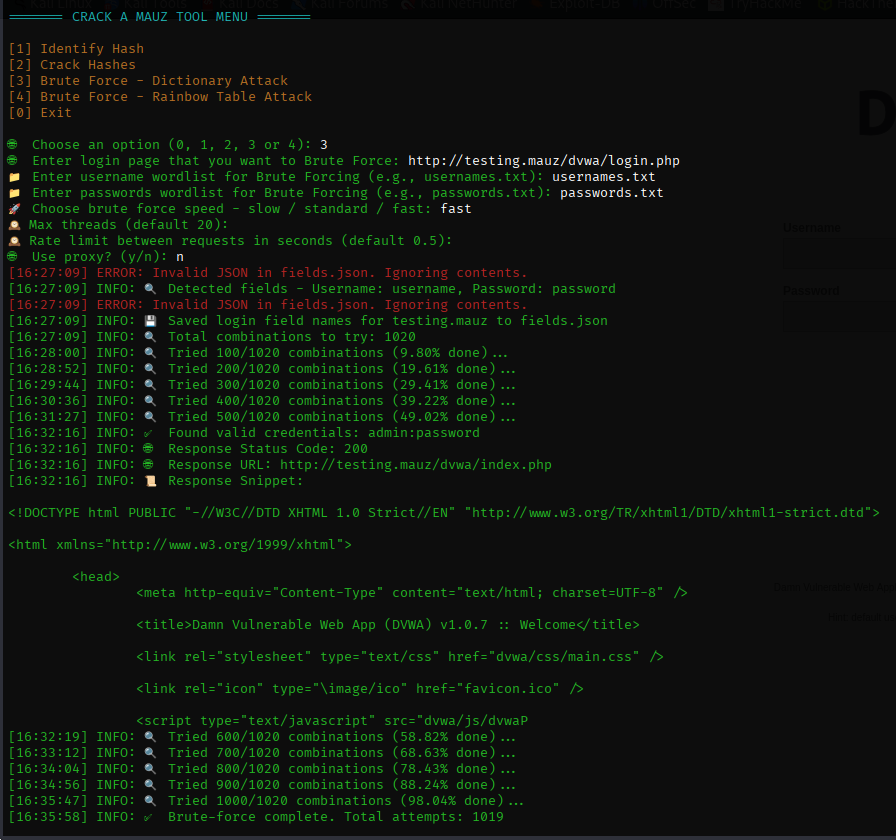 Kali Linux Kali Tools Kali Docs Kali Forums Kali NetHunter Exploit-DB OffSec TryHackMe
═══════ CRACK A MAUZ TOOL MENU ═══════
[1] Identify Hash
[2] Crack Hashes
[3] Brute Force - Dictionary Attack
[4] Brute Force - Rainbow Table Attack
[0] Exit
🌐 Choose an option (0, 1, 2, 3 or 4): 3
🌐 Enter login page that you want to Brute Force: http://testing.mauz/dvwa/login.php
📁 Enter username wordlist for Brute Forcing (e.g., usernames.txt): usernames.txt
📁 Enter passwords wordlist for Brute Forcing (e.g., passwords.txt): passwords.txt
🚀 Choose brute force speed - slow / standard / fast: fast
🕰️ Max threads (default 20):
🕰️ Rate limit between requests in seconds (default 0.5):
🌐 Use proxy? (y/n): n
[16:27:09] ERROR: Invalid JSON in fields.json. Ignoring contents.
[16:27:09] INFO: 🔍 Detected fields - Username: username, Password: password
[16:27:09] ERROR: Invalid JSON in fields.json. Ignoring contents.
[16:27:09] INFO: 💾 Saved login field names for testing.mauz to fields.json
[16:27:09] INFO: 🔍 Total combinations to try: 1020
[16:28:00] INFO: 🔍 Tried 100/1020 combinations (9.80% done)...
[16:28:52] INFO: 🔍 Tried 200/1020 combinations (19.61% done)...
[16:29:44] INFO: 🔍 Tried 300/1020 combinations (29.41% done)...
[16:30:36] INFO: 🔍 Tried 400/1020 combinations (39.22% done)...
[16:31:27] INFO: 🔍 Tried 500/1020 combinations (49.02% done)...
[16:32:16] INFO: ✅ Found valid credentials: admin:password
[16:32:16] INFO: 🌐 Response Status Code: 200
[16:32:16] INFO: 🌐 Response URL: http://testing.mauz/dvwa/index.php
[16:32:16] INFO: 📜 Response Snippet:
<!DOCTYPE html PUBLIC "-//W3C//DTD XHTML 1.0 Strict//EN" "http://www.w3.org/TR/xhtml1/DTD/xhtml1-strict.dtd">
<html xmlns="http://www.w3.org/1999/xhtml">
<head>
<meta http-equiv="Content-Type" content="text/html; charset=UTF-8" />
<title>Damn Vulnerable Web App (DVWA) v1.0.7 :: Welcome</title>
<link rel="stylesheet" type="text/css" href="dvwa/css/main.css" />
<link rel="icon" type="\image/ico" href="favicon.ico" />
<script type="text/javascript" src="dvwa/js/dvwaP
[16:32:19] INFO: 🔍 Tried 600/1020 combinations (58.82% done)...
[16:33:12] INFO: 🔍 Tried 700/1020 combinations (68.63% done)...
[16:34:04] INFO: 🔍 Tried 800/1020 combinations (78.43% done)...
[16:34:56] INFO: 🔍 Tried 900/1020 combinations (88.24% done)...
[16:35:47] INFO: 🔍 Tried 1000/1020 combinations (98.04% done)...
[16:35:58] INFO: ✅ Brute-force complete. Total attempts: 1019
D
Username
Password